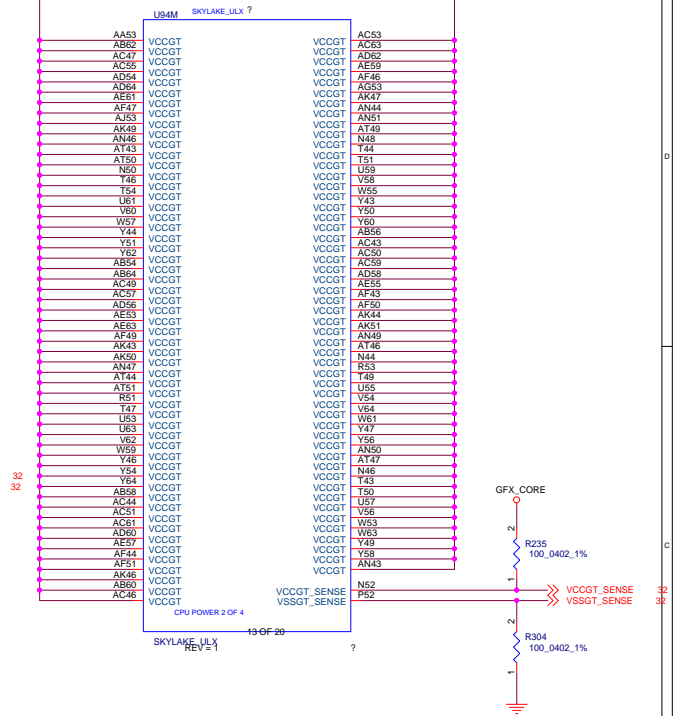 U94M SKYLAKE_ULX ?
AA53 VCCGT VCCGT AC53
AB62 VCCGT VCCGT AC63
AC47 VCCGT VCCGT AD62
AC55 VCCGT VCCGT AE59
AD54 VCCGT VCCGT AF46
AD64 VCCGT VCCGT AG53
AE61 VCCGT VCCGT AK47
AF47 VCCGT VCCGT AN44
AJ53 VCCGT VCCGT AN51
AK49 VCCGT VCCGT AT49
AN46 VCCGT VCCGT N48
AT43 VCCGT VCCGT T44
AT50 VCCGT VCCGT T51
N50 VCCGT VCCGT U59
T46 VCCGT VCCGT V58
T54 VCCGT VCCGT W55
U61 VCCGT VCCGT Y43
V60 VCCGT VCCGT Y50
W57 VCCGT VCCGT Y60
Y44 VCCGT VCCGT AB56
Y51 VCCGT VCCGT AC43
Y62 VCCGT VCCGT AC50
AB54 VCCGT VCCGT AC59
AB64 VCCGT VCCGT AD58
AC49 VCCGT VCCGT AE55
AC57 VCCGT VCCGT AF43
AD56 VCCGT VCCGT AF50
AE53 VCCGT VCCGT AK44
AE63 VCCGT VCCGT AK51
AF49 VCCGT VCCGT AN49
AK43 VCCGT VCCGT AT46
AK50 VCCGT VCCGT N44
AN47 VCCGT VCCGT R53
AT44 VCCGT VCCGT T49
AT51 VCCGT VCCGT U55
R51 VCCGT VCCGT V54
T47 VCCGT VCCGT V64
U53 VCCGT VCCGT W61
U63 VCCGT VCCGT Y47
V62 VCCGT VCCGT Y56
W59 VCCGT VCCGT AN50
Y46 VCCGT VCCGT AT47
Y54 VCCGT VCCGT N46
Y64 VCCGT VCCGT T43
AB58 VCCGT VCCGT T50
AC44 VCCGT VCCGT U57
AC51 VCCGT VCCGT V56
AC61 VCCGT VCCGT W53
AD60 VCCGT VCCGT W63
AE57 VCCGT VCCGT Y49
AF44 VCCGT VCCGT Y58
AF51 VCCGT VCCGT AN43
AK46 VCCGT
AB60 VCCGT VCCGT_SENSE N52
AC46 VCCGT VSSGT_SENSE P52
CPU POWER 2 OF 4
13 OF 20
SKYLAKE_ULX
REV = 1 ?
32
32
GFX_CORE
2
R235
100_0402_1%
1
VCCGT_SENSE 32
VSSGT_SENSE 32
2
R304
100_0402_1%
1
D
C